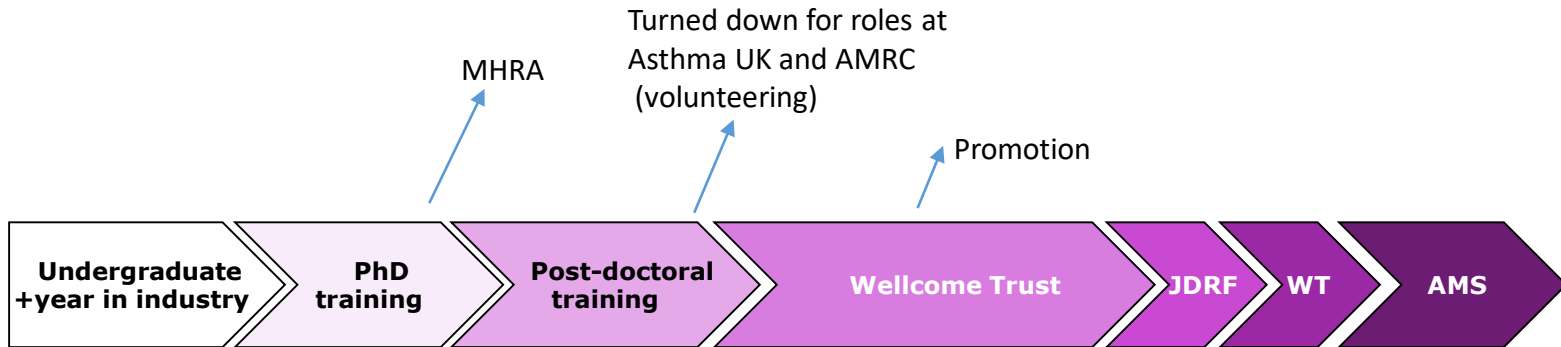 Turned down for roles at
Asthma UK and AMRC
(volunteering)
MHRA
Promotion
Undergraduate
+year in industry
PhD
training
Post-doctoral
training
Wellcome Trust
JDRF
WT
AMS